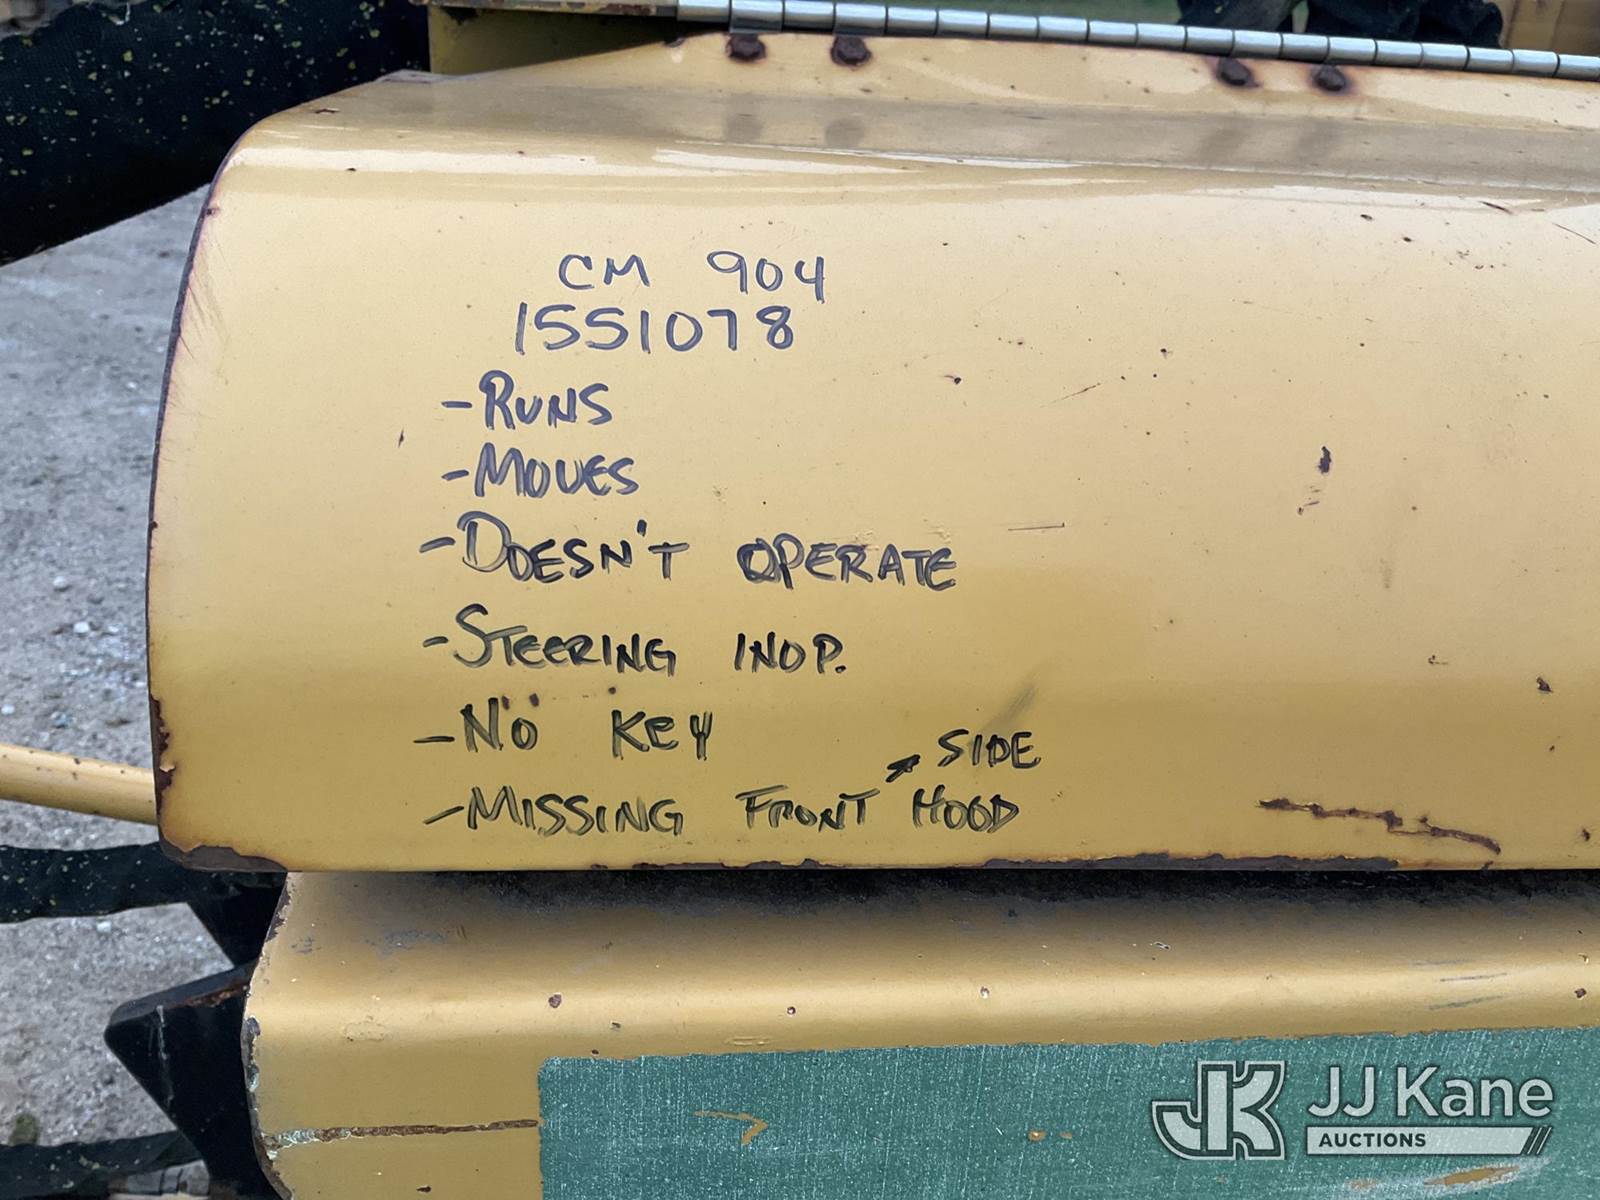 CM 904
1551078
-RUNS
-MOVES
-DOESN'T OPERATE
-STEERING INOP.
-NO KEY
-MISSING FRONT SIDE HOOD
JJ Kane
AUCTIONS